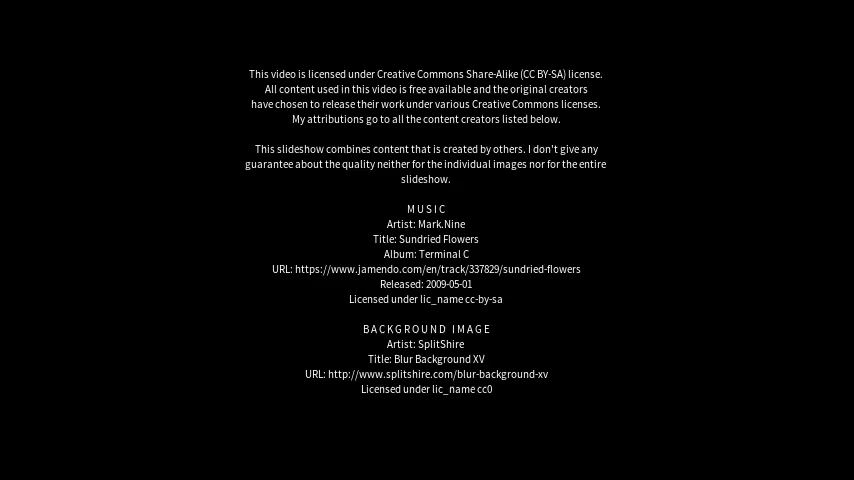 This video is licensed under Creative Commons Share-Alike (CC BY-SA) license.
All content used in this video is free available and the original creators
have chosen to release their work under various Creative Commons licenses.
My attributions go to all the content creators listed below.
This slideshow combines content that is created by others. I don't give any
guarantee about the quality neither for the individual images nor for the entire
slideshow.
MUSIC
Artist: Mark.Nine
Title: Sundried Flowers
Album: Terminal C
URL: https://www.jamendo.com/en/track/337829/sundried-flowers
Released: 2009-05-01
Licensed under lic_name cc-by-sa
BACKGROUND IMAGE
Artist: SplitShire
Title: Blur Background XV
URL: http://www.splitshire.com/blur-background-xv
Licensed under lic_name cc0